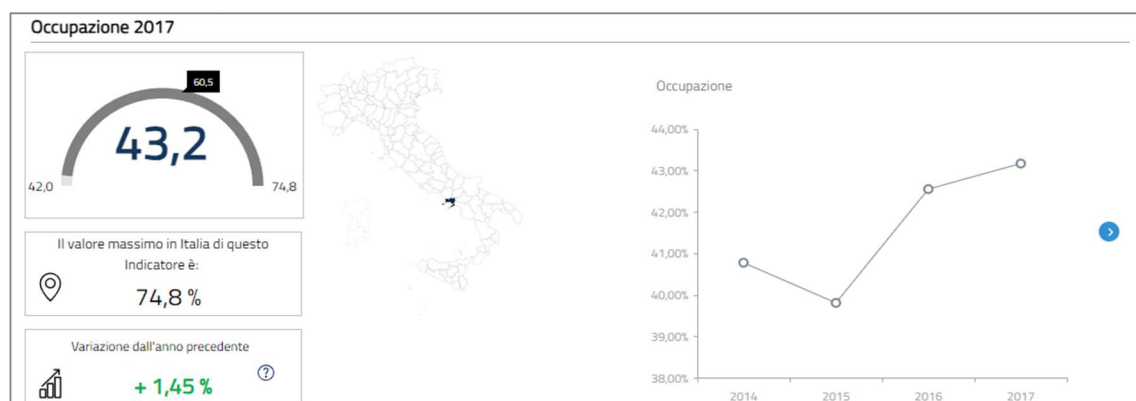 Occupazione 2017
60,5
43,2
42,0
74,8
Il valore massimo in Italia di questo
Indicatore è:
74,8 %
Variazione dall'anno precedente
+ 1,45 %
?
Occupazione
44,00%
43,00%
42,00%
41,00%
40,00%
39,00%
38,00%
2014 2015 2016 2017